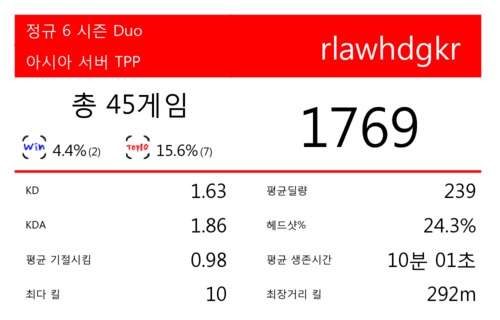 정규 6 시즌 Duo
아시아 서버 TPP
rlawhdgkr
총 45게임
1769
Win 4.4%(2)
TOP10 15.6%(7)
KD 1.63
평균딜량 239
KDA 1.86
헤드샷% 24.3%
평균 기절시킴 0.98
평균 생존시간 10분 01초
최다 킬 10
최장거리 킬 292m